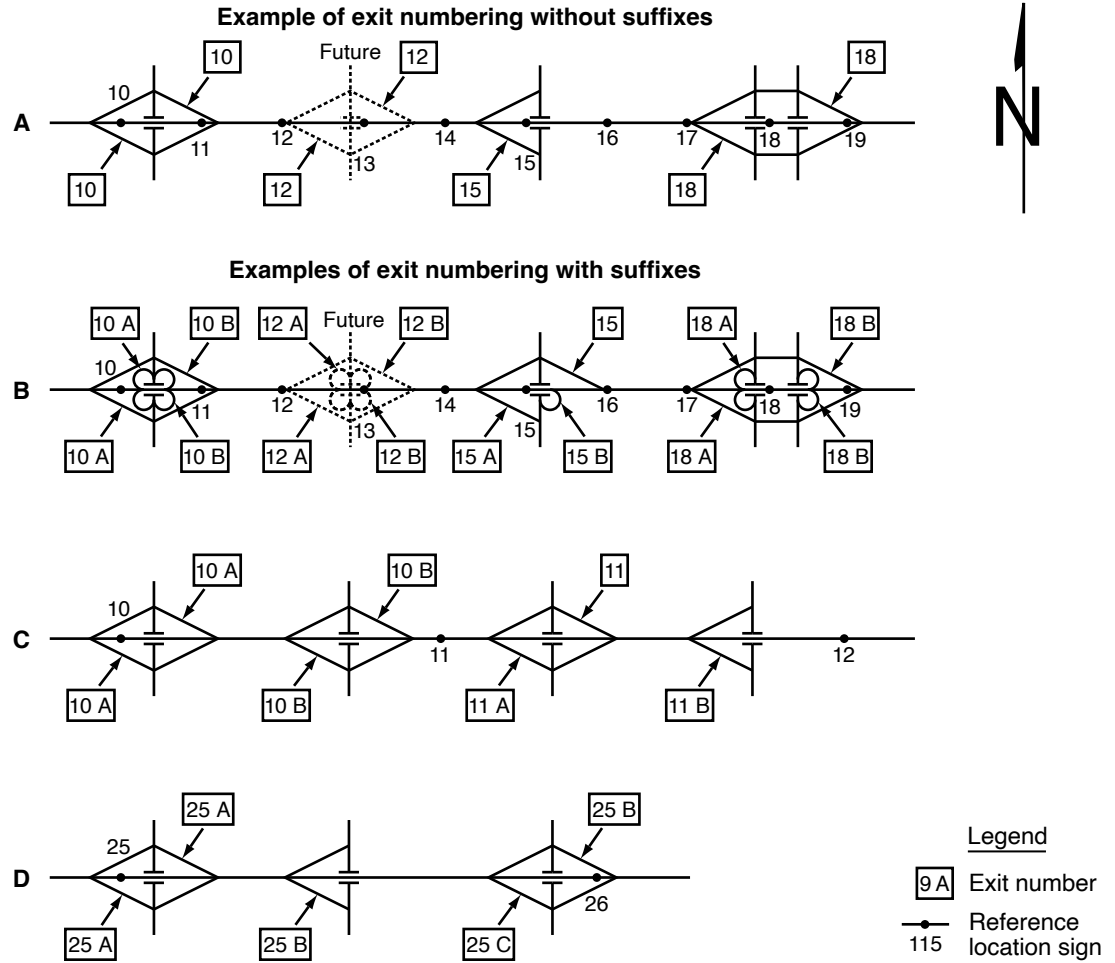 Example of exit numbering without suffixes
Future
10
12
18
10
A
12
14
16
17
18
N
11
13
15
19
10
12
15
18
Examples of exit numbering with suffixes
10 A
10 B
12 A
Future
12 B
15
18 A
18 B
10
B
11
12
13
14
15
16
17
18
19
10 A
10 B
12 A
12 B
15 A
15 B
18 A
18 B
10 A
10 B
11
10
C
11
12
10 A
10 B
11 A
11 B
25 A
25 B
25
D
26
25 A
25 B
25 C
Legend
9 A Exit number
115
Reference
location sign